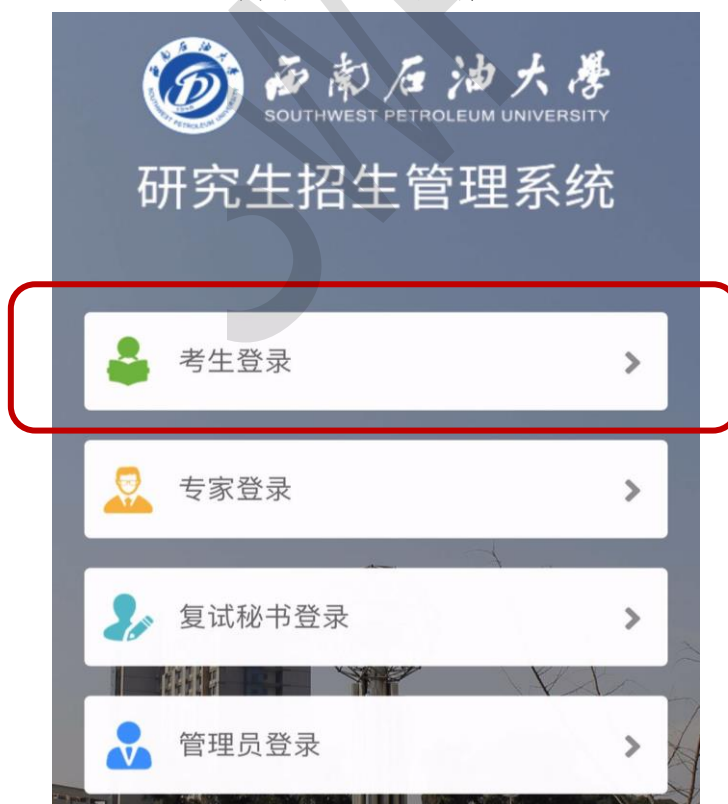 西南石油大學
SOUTHWEST PETROLEUM UNIVERSITY
研究生招生管理系统
考生登录
专家登录
复试秘书登录
管理员登录